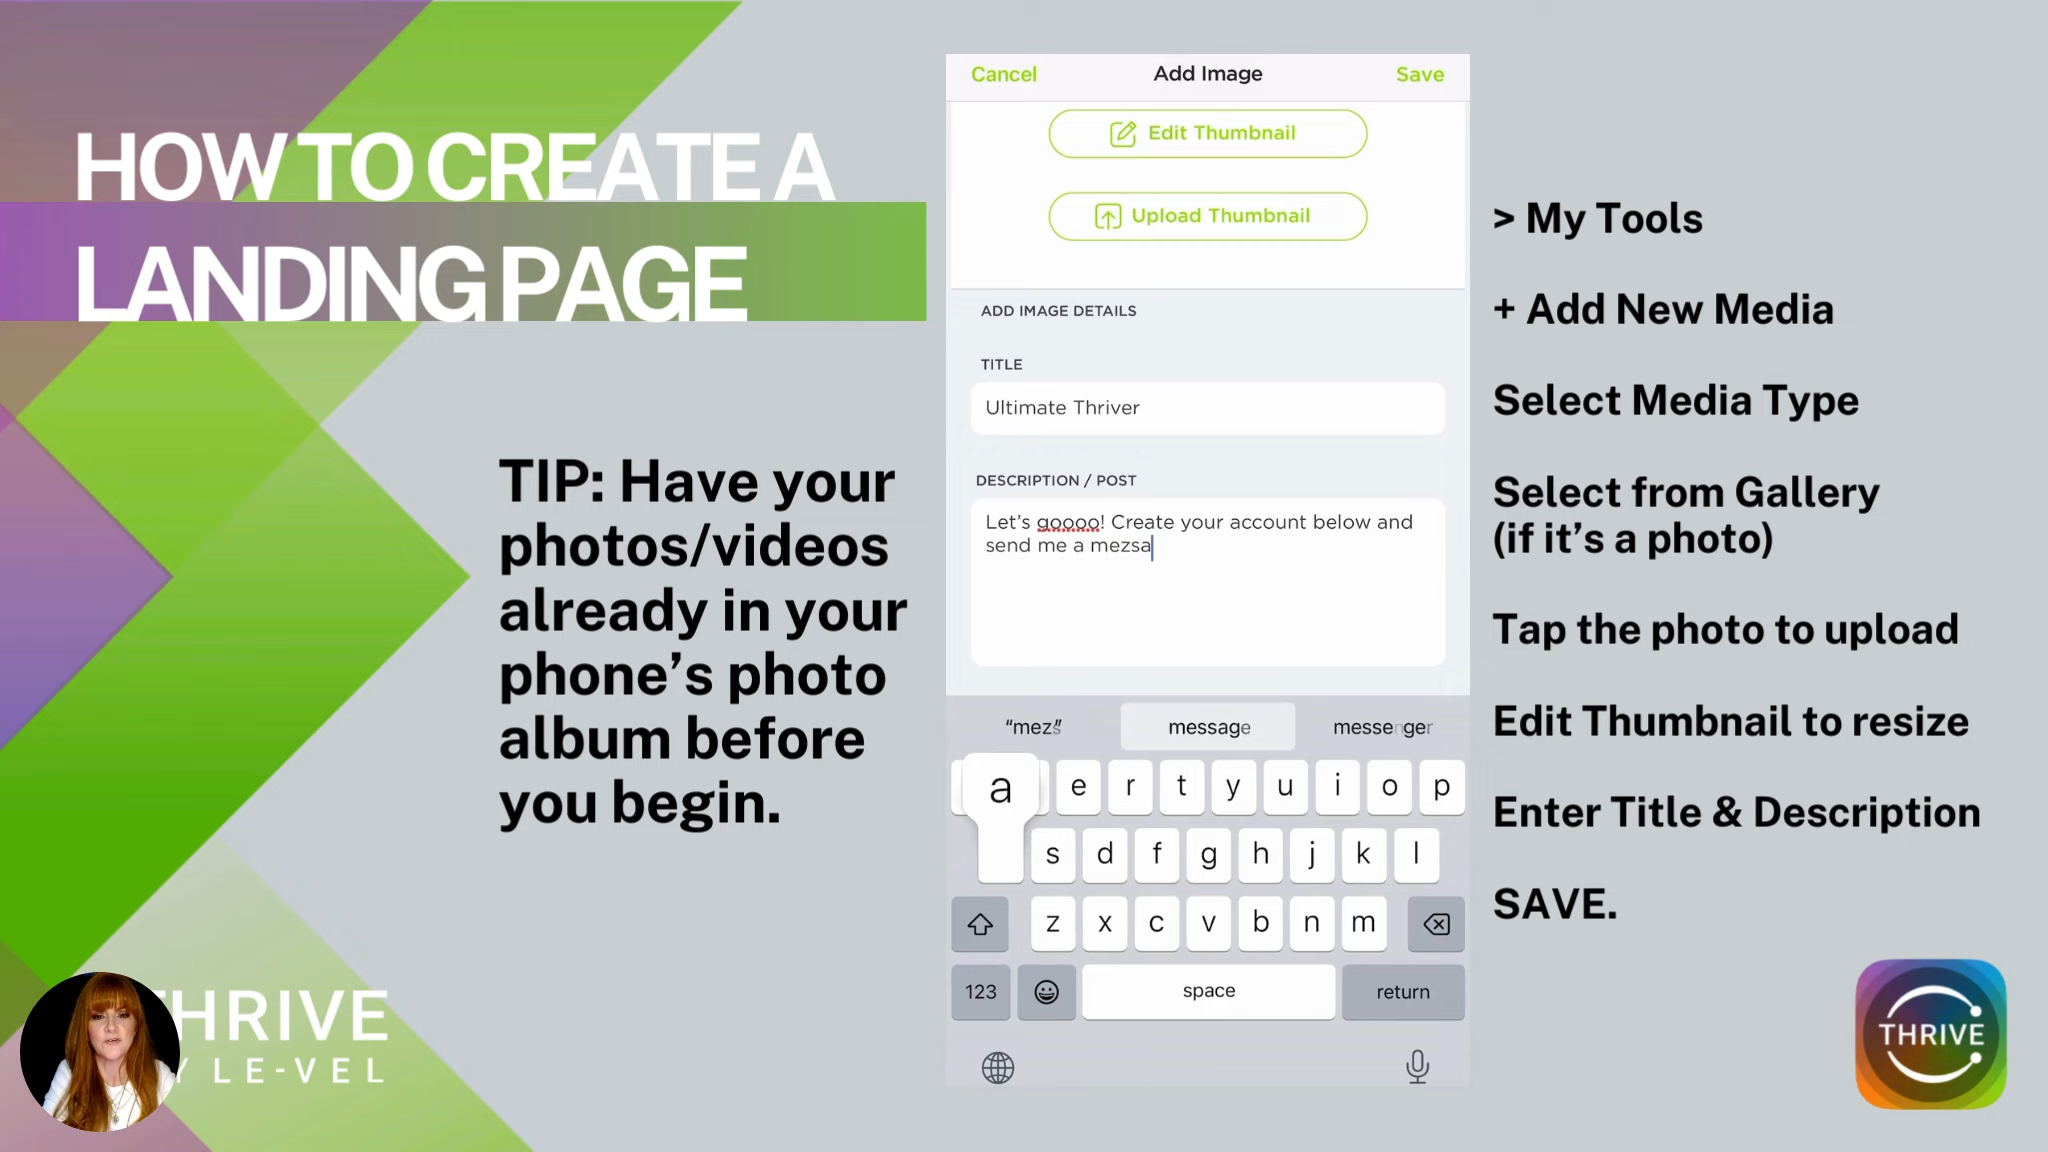 HOW TO CREATE A
LANDING PAGE
TIP: Have your
photos/videos
already in your
phone's photo
album before
you begin.
THRIVE
Y LE-VEL
Cancel
Add Image
Save
Edit Thumbnail
Upload Thumbnail
ADD IMAGE DETAILS
TITLE
Ultimate Thriver
DESCRIPTION / POST
Let's goooo! Create your account below and
send me a mezsa
"mezs"
message
messenger
a e r t y u i o p
s d f g h j k l
z x c v b n m
123
space
return
> My Tools
+ Add New Media
Select Media Type
Select from Gallery
(if it's a photo)
Tap the photo to upload
Edit Thumbnail to resize
Enter Title & Description
SAVE.
THRIVE